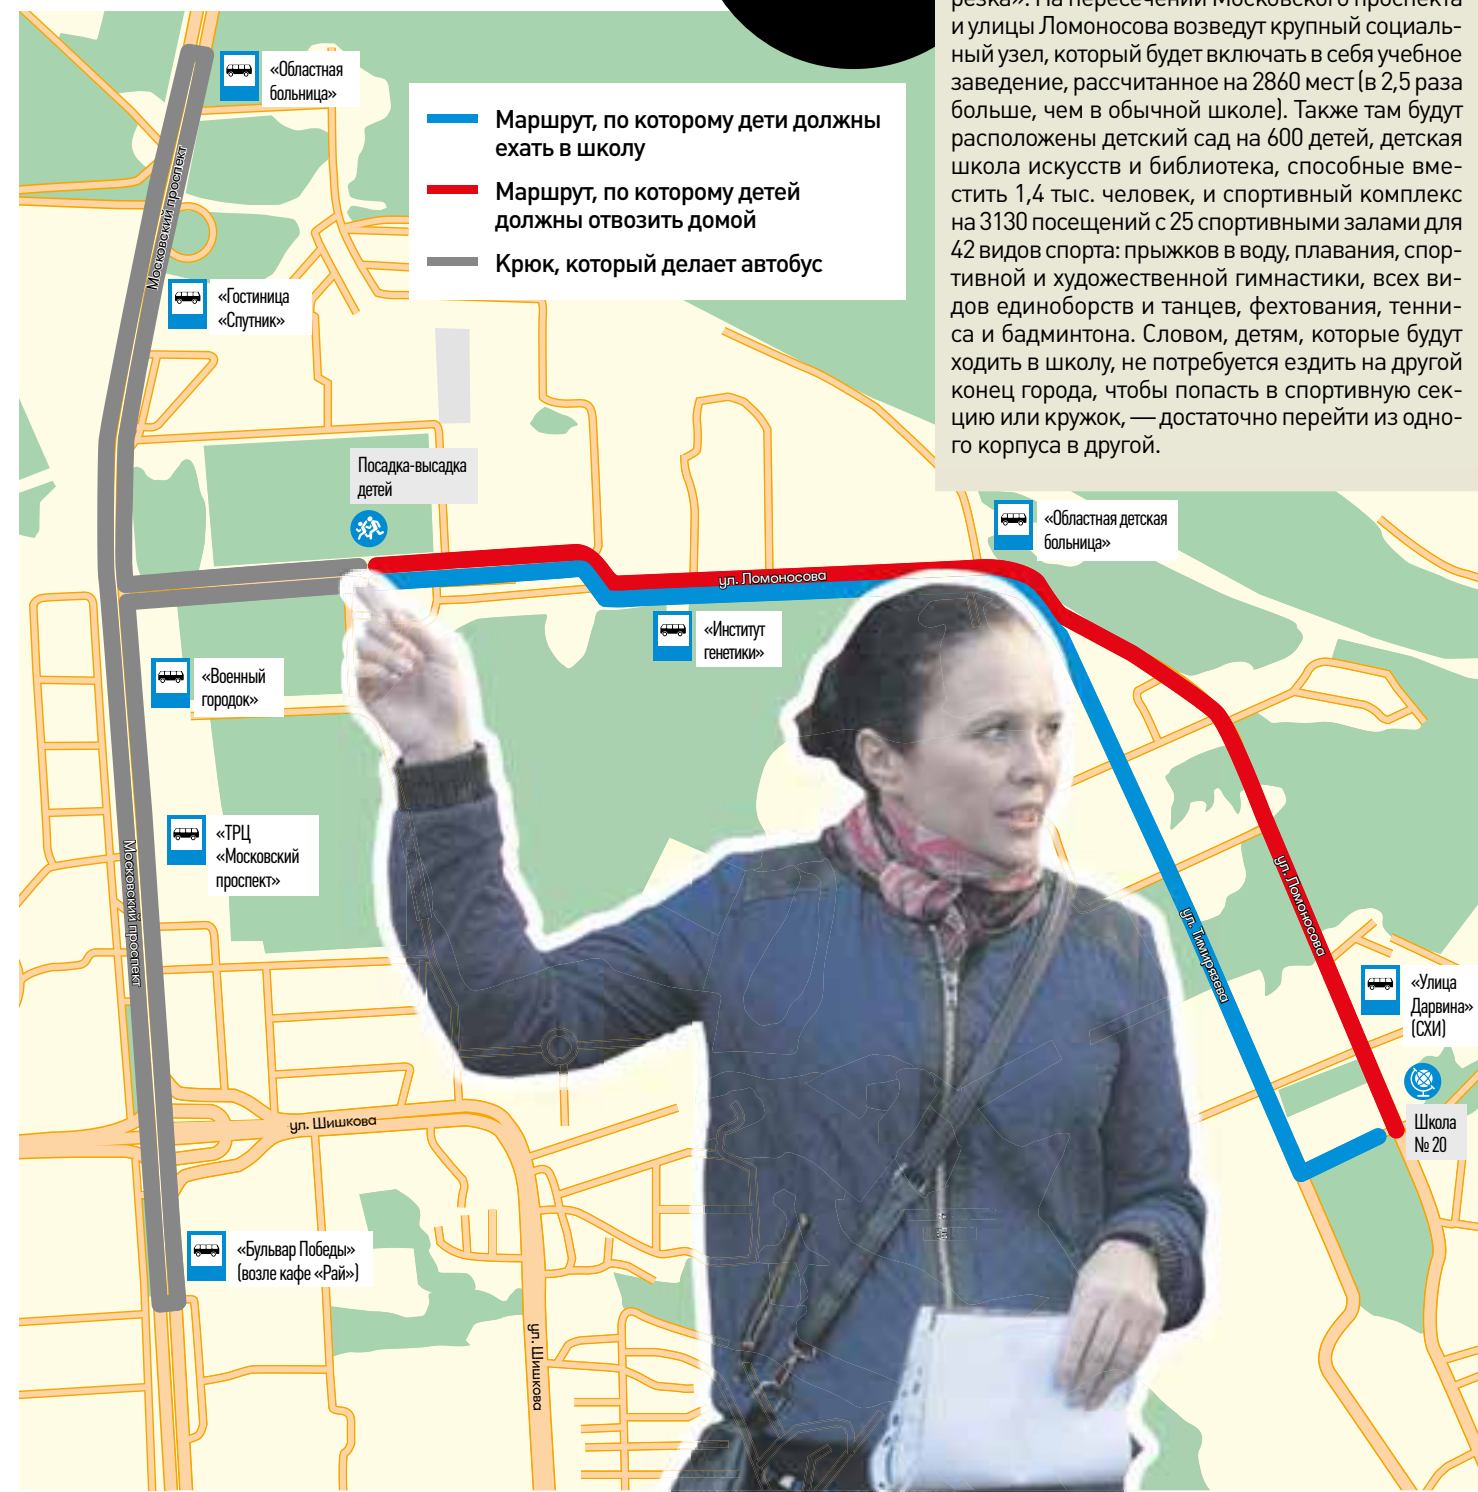 резка». На пересечении Московского проспекта
и улицы Ломоносова возведут крупный социаль-
ный узел, который будет включать в себя учебное
заведение, рассчитанное на 2860 мест (в 2,5 раза
больше, чем в обычной школе). Также там будут
расположены детский сад на 600 детей, детская
школа искусств и библиотека, способные вме-
стить 1,4 тыс. человек, и спортивный комплекс
на 3130 посещений с 25 спортивными залами для
42 видов спорта: прыжков в воду, плавания, спор-
тивной и художественной гимнастики, всех ви-
дов единоборств и танцев, фехтования, тенни-
са и бадминтона. Словом, детям, которые будут
ходить в школу, не потребуется ездить на другой
конец города, чтобы попасть в спортивную сек-
цию или кружок, — достаточно перейти из одно-
го корпуса в другой.
Маршрут, по которому дети должны
ехать в школу
Маршрут, по которому детей
должны отвозить домой
Крюк, который делает автобус
«Областная
больница»
Московский проспект
«Гостиница
«Спутник»
Посадка-высадка
детей
«Областная детская
больница»
ул. Ломоносова
«Институт
генетики»
«Военный
городок»
«ТРЦ
«Московский
проспект»
Московский проспект
ул. Ломоносова
ул. Тимирязева
«Улица
Дарвина»
(СХИ)
Школа
№ 20
ул. Шишкова
«Бульвар Победы»
(возле кафе «Рай»)
ул. Шишкова